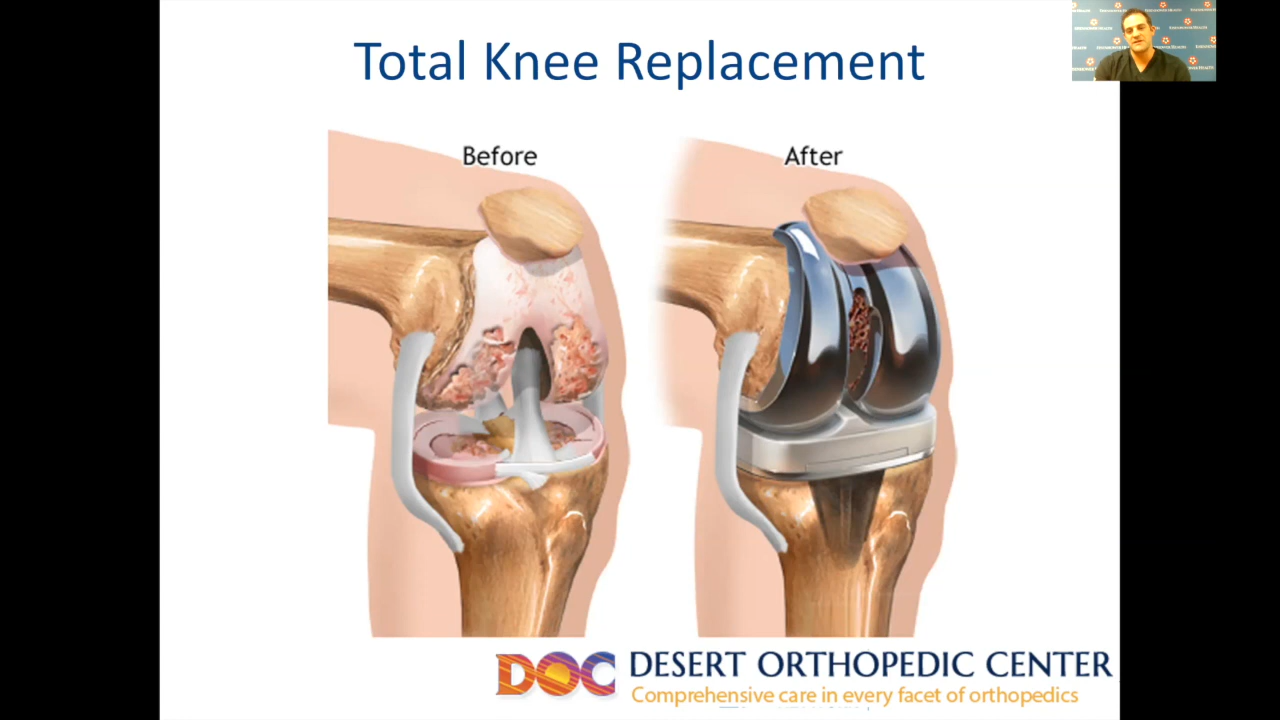 Total Knee Replacement
Before
After
DOC
DESERT ORTHOPEDIC CENTER
Comprehensive care in every facet of orthopedics